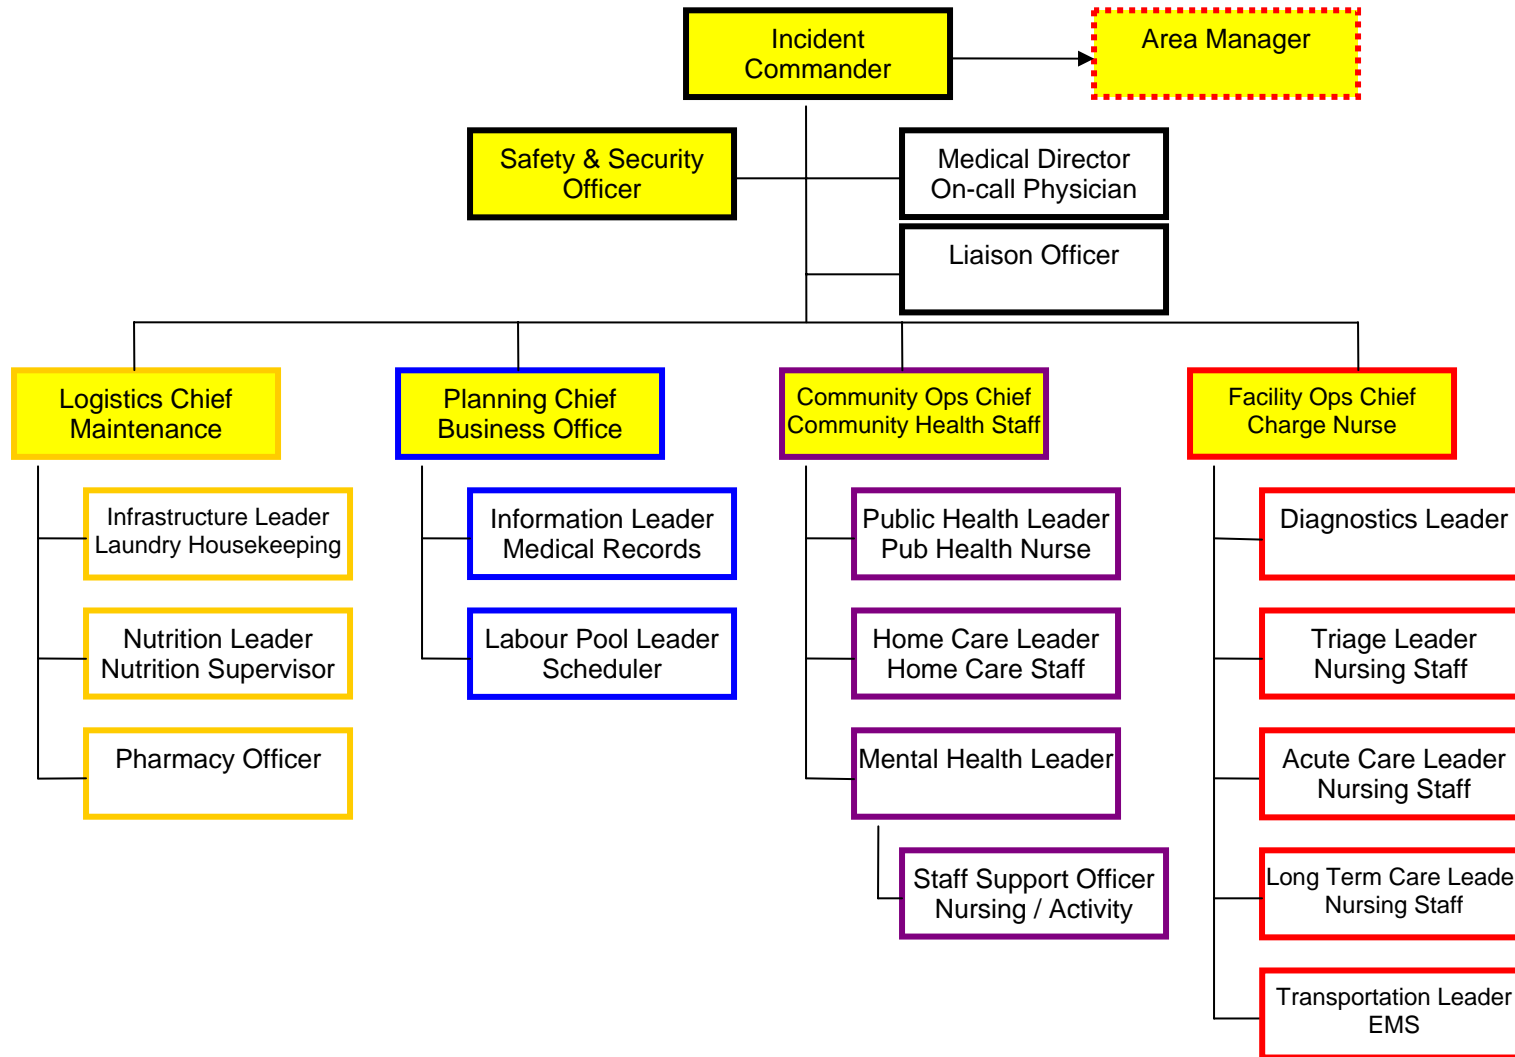 Incident
Commander
Area Manager
Safety & Security
Officer
Medical Director
On-call Physician
Liaison Officer
Logistics Chief
Maintenance
Planning Chief
Business Office
Community Ops Chief
Community Health Staff
Facility Ops Chief
Charge Nurse
Infrastructure Leader
Laundry Housekeeping
Nutrition Leader
Nutrition Supervisor
Pharmacy Officer
Information Leader
Medical Records
Labour Pool Leader
Scheduler
Public Health Leader
Pub Health Nurse
Home Care Leader
Home Care Staff
Mental Health Leader
Staff Support Officer
Nursing / Activity
Diagnostics Leader
Triage Leader
Nursing Staff
Acute Care Leader
Nursing Staff
Long Term Care Leade
Nursing Staff
Transportation Leader
EMS